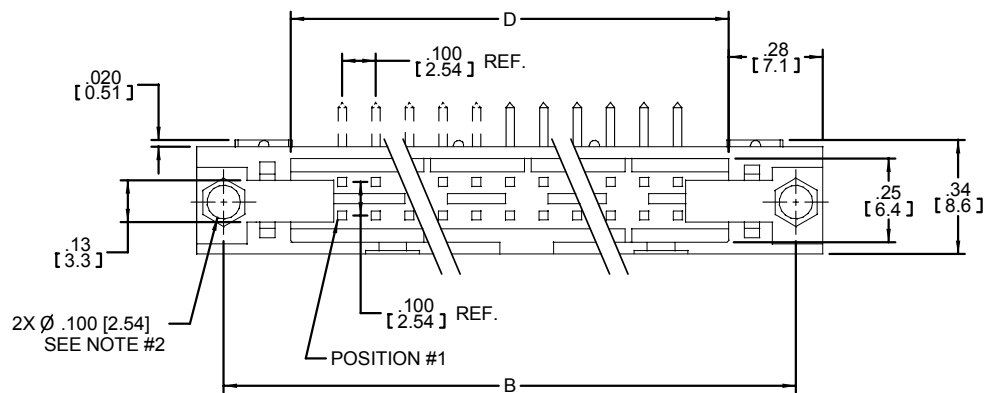 D
.100
[2.54] REF.
.28
[7.1]
.020
[0.51]
.25
[6.4]
.34
[8.6]
.13
[3.3]
.100
[2.54] REF.
2X Ø .100 [2.54]
SEE NOTE #2
POSITION #1
B